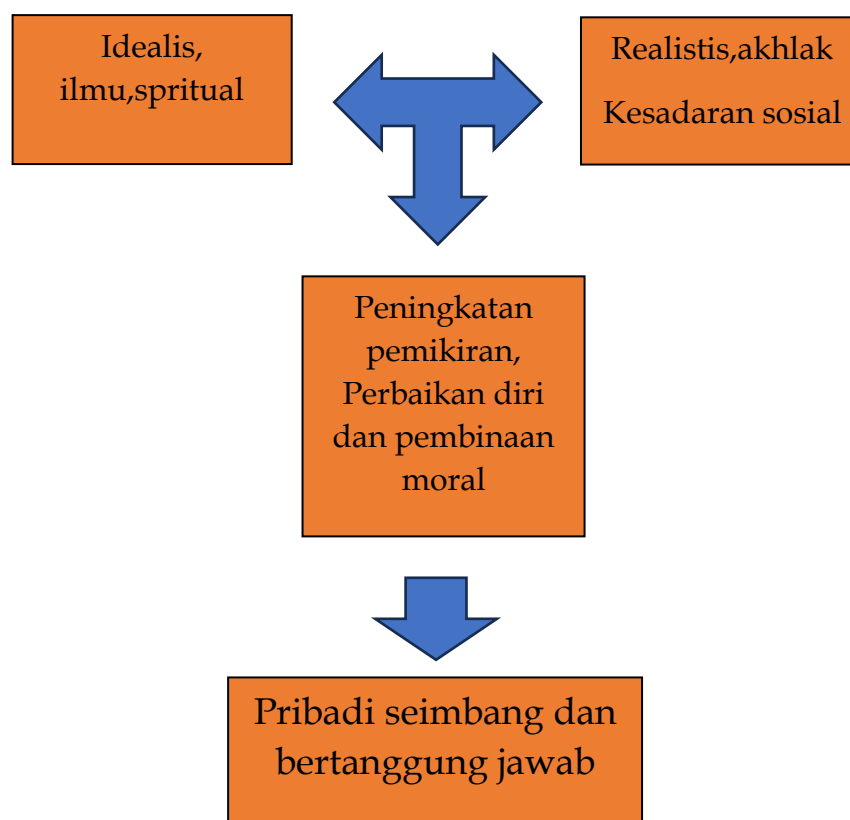 Idealis,
ilmu,spritual
Realistis,akhlak
Kesadaran sosial
Peningkatan
pemikiran,
Perbaikan diri
dan pembinaan
moral
Pribadi seimbang dan
bertanggung jawab